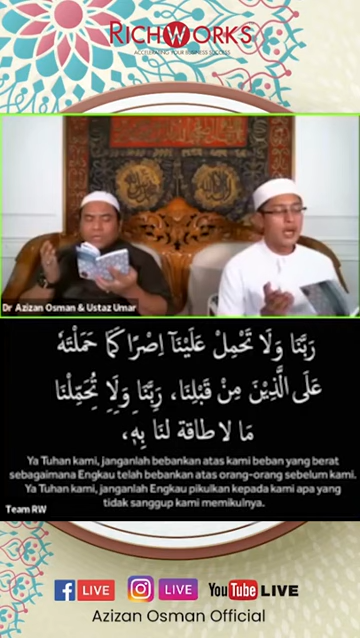 RICHWORKS
ACCELERATING YOUR BUSINESS SUCCESS
Dr Azizan Osman & Ustaz Umar
رَبَّنَا وَلَا تَحْمِلْ عَلَيْنَآ اِصْرًا كَمَا حَمَلْتَهٗ
عَلَى الَّذِيْنَ مِنْ قَبْلِنَا، رَبَّنَا وَلَا تُحَمِّلْنَا
مَا لَا طَاقَةَ لَنَا بِهٖ،
Ya Tuhan kami, janganlah bebankan atas kami beban yang berat
sebagaimana Engkau telah bebankan atas orang-orang sebelum kami.
Ya Tuhan kami, janganlah Engkau pikulkan kepada kami apa yang
tidak sanggup kami memikulnya.
Team RW
LIVE LIVE YouTube LIVE
Azizan Osman Official